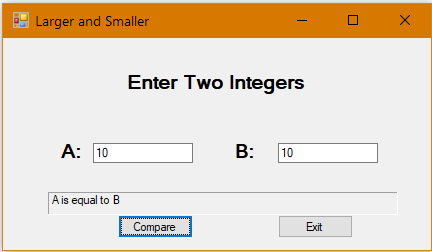 Larger and Smaller
Enter Two Integers
A: 10 B: 10
A is equal to B
Compare Exit